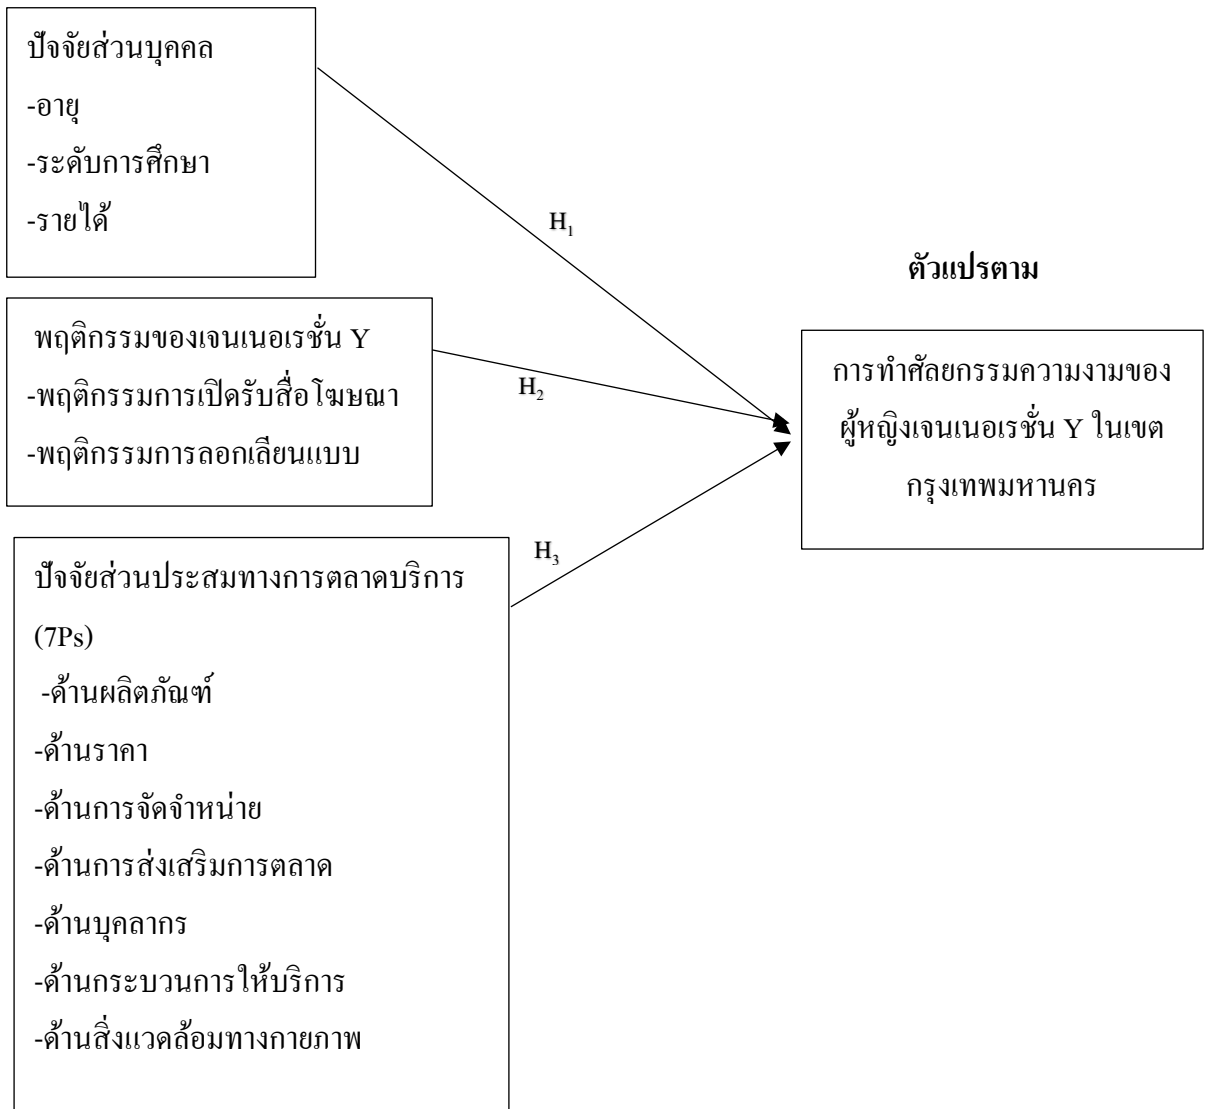 ปัจจัยส่วนบุคคล
-อายุ
-ระดับการศึกษา
-รายได้
H1
ตัวแปรตาม
พฤติกรรมของเจนเนอเรชั่น Y
-พฤติกรรมการเปิดรับสื่อโฆษณา
-พฤติกรรมการลอกเลียนแบบ
H2
การทำศัลยกรรมความงามของ
ผู้หญิงเจนเนอเรชั่น Y ในเขต
กรุงเทพมหานคร
H3
ปัจจัยส่วนประสมทางการตลาดบริการ
(7Ps)
-ด้านผลิตภัณฑ์
-ด้านราคา
-ด้านการจัดจำหน่าย
-ด้านการส่งเสริมการตลาด
-ด้านบุคลากร
-ด้านกระบวนการให้บริการ
-ด้านสิ่งแวดล้อมทางกายภาพ